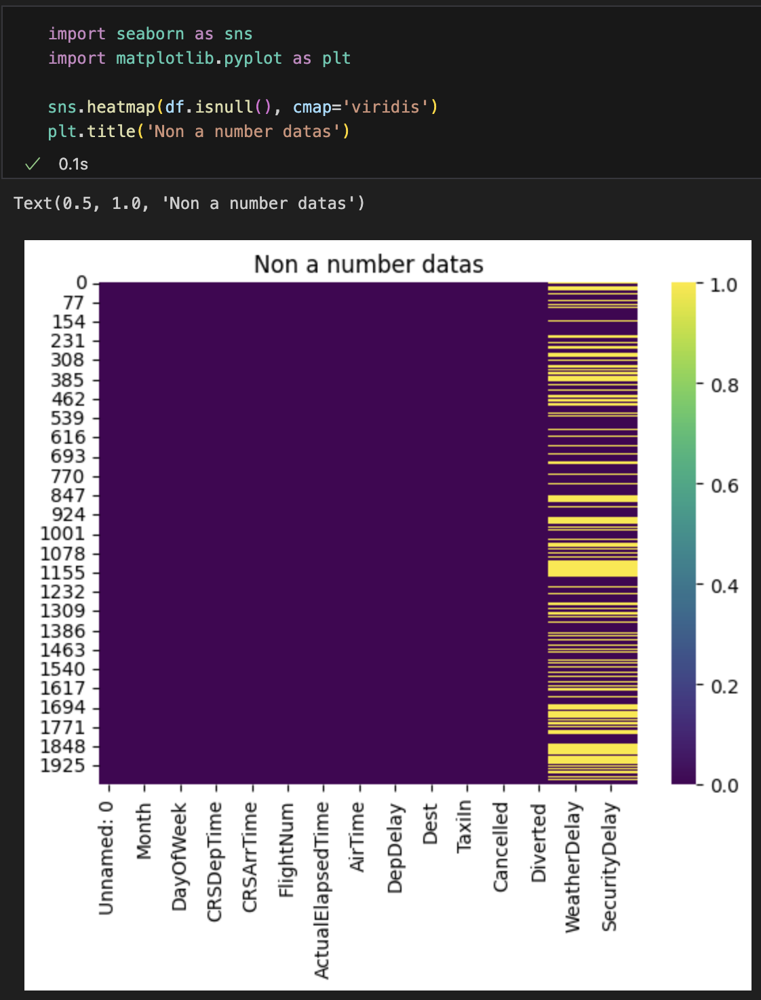 import seaborn as sns
import matplotlib.pyplot as plt
sns.heatmap(df.isnull(), cmap='viridis')
plt.title('Non a number datas')
0.1s
Text(0.5, 1.0, 'Non a number datas')
Non a number datas
0
77
154
231
308
385
462
539
616
693
770
847
924
1001
1078
1155
1232
1309
1386
1463
1540
1617
1694
1771
1848
1925
1.0
0.8
0.6
0.4
0.2
0.0
Unnamed: 0
Month
DayOfWeek
CRSDepTime
CRSArrTime
FlightNum
ActualElapsedTime
AirTime
DepDelay
Dest
TaxiIn
Cancelled
Diverted
WeatherDelay
SecurityDelay